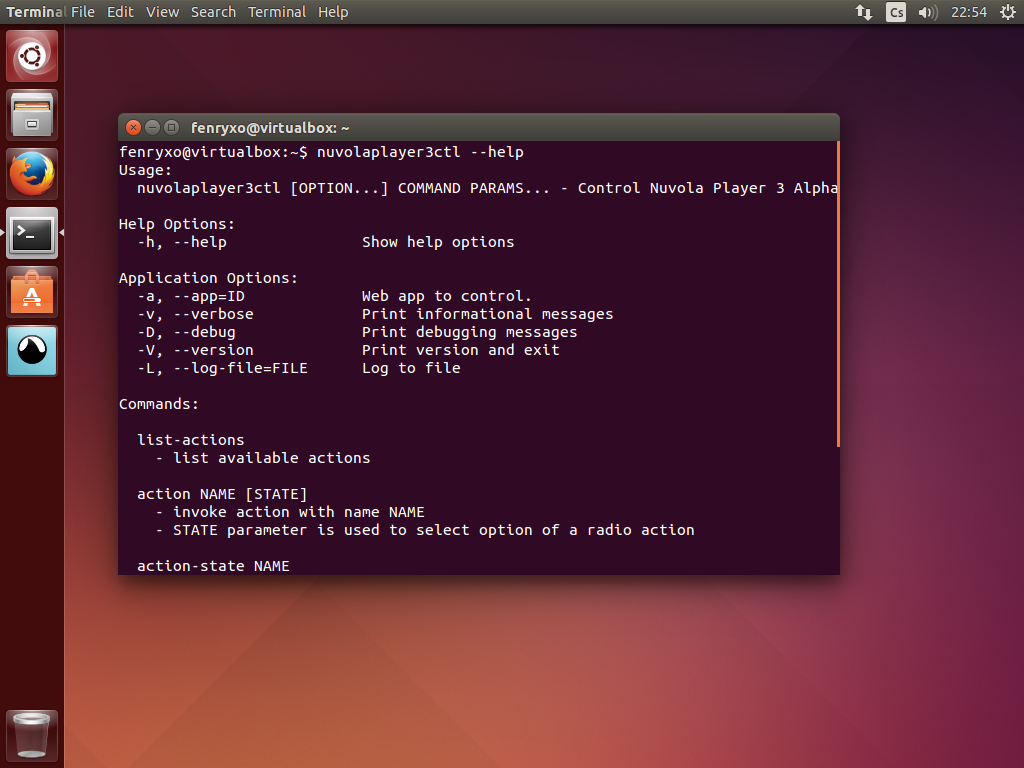 Terminal File Edit View Search Terminal Help Cs 22:54
fenryxo@virtualbox: ~
fenryxo@virtualbox:~$ nuvolaplayer3ctl --help
Usage:
  nuvolaplayer3ctl [OPTION...] COMMAND PARAMS... - Control Nuvola Player 3 Alpha

Help Options:
  -h, --help               Show help options

Application Options:
  -a, --app=ID             Web app to control.
  -v, --verbose            Print informational messages
  -D, --debug              Print debugging messages
  -V, --version            Print version and exit
  -L, --log-file=FILE      Log to file

Commands:

  list-actions
    - list available actions

  action NAME [STATE]
    - invoke action with name NAME
    - STATE parameter is used to select option of a radio action

  action-state NAME